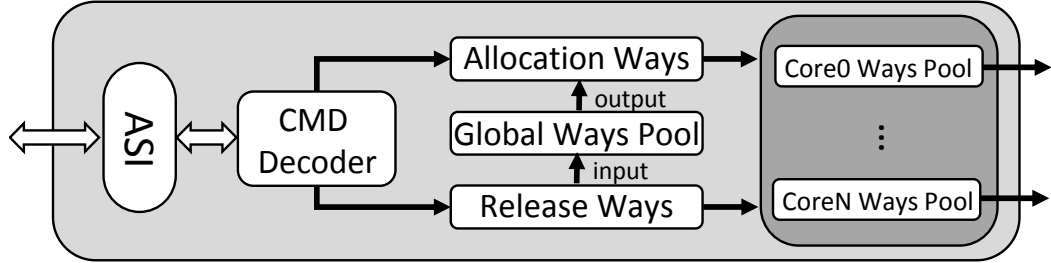 ASI
CMD
Decoder
Allocation Ways
output
Global Ways Pool
input
Release Ways
Core0 Ways Pool
...
CoreN Ways Pool